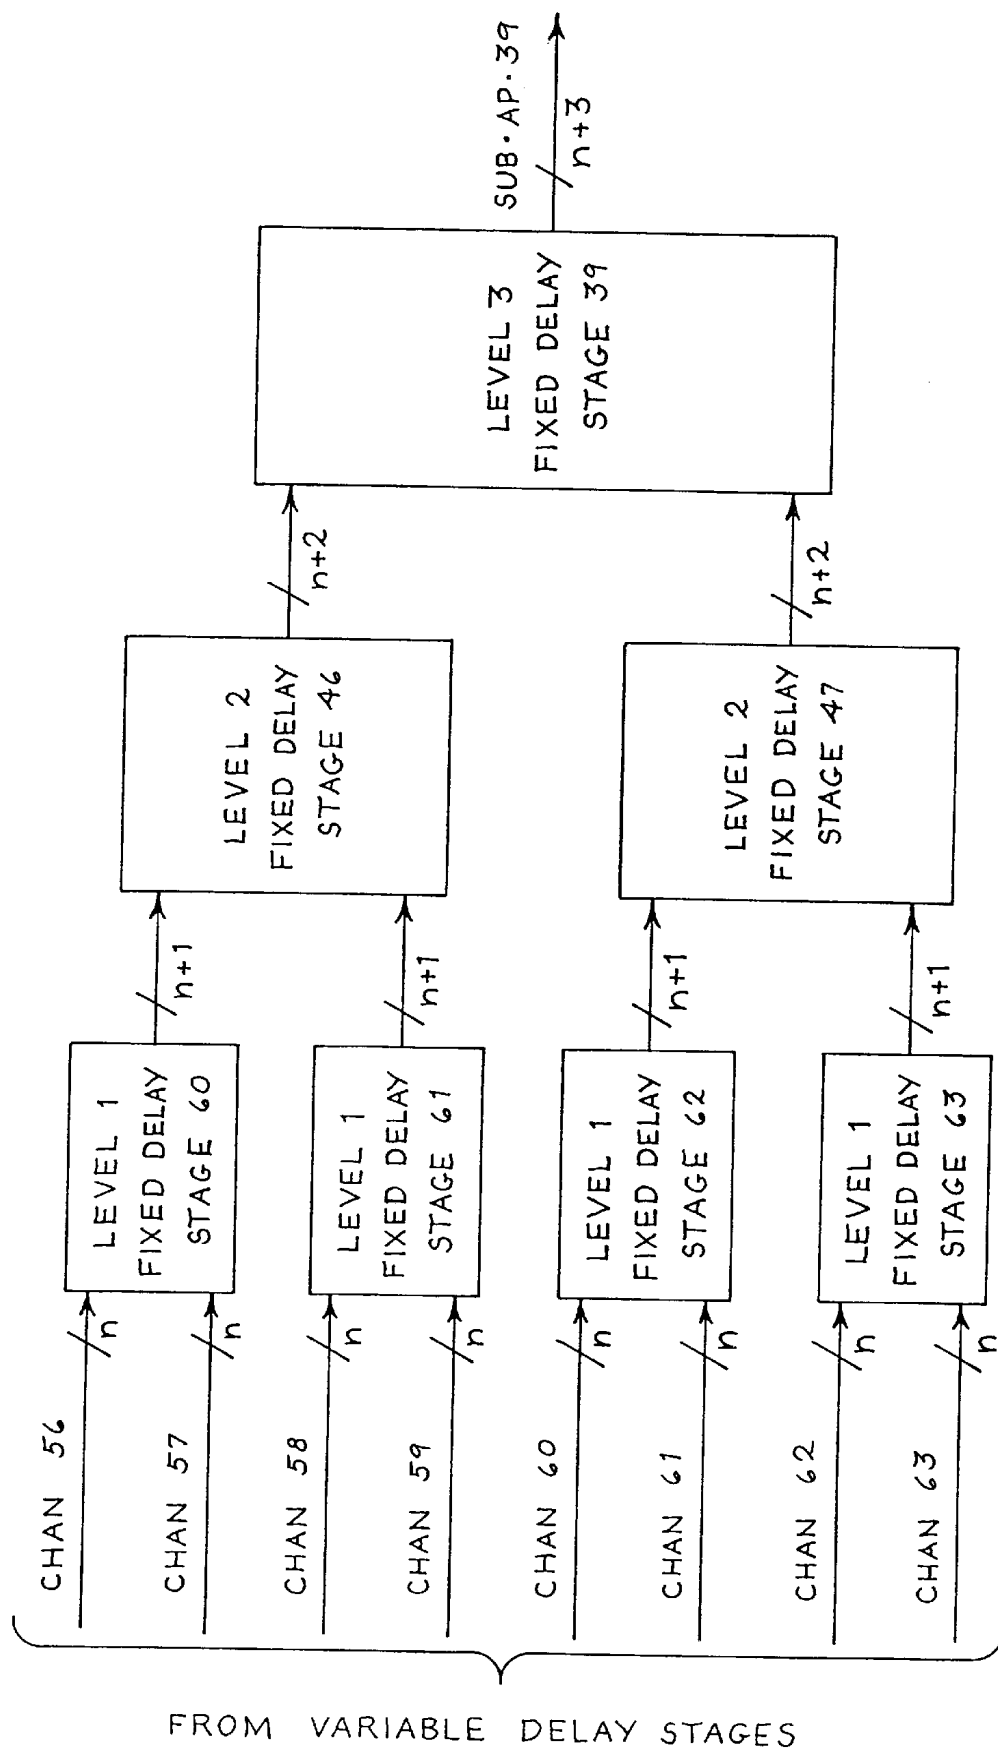 FROM VARIABLE DELAY STAGES
CHAN 56
n
CHAN 57
n
CHAN 58
n
CHAN 59
n
CHAN 60
n
CHAN 61
n
CHAN 62
n
CHAN 63
n
LEVEL 1
FIXED DELAY
STAGE 60
n+1
LEVEL 1
FIXED DELAY
STAGE 61
n+1
LEVEL 1
FIXED DELAY
STAGE 62
n+1
LEVEL 1
FIXED DELAY
STAGE 63
n+1
LEVEL 2
FIXED DELAY
STAGE 46
n+2
LEVEL 2
FIXED DELAY
STAGE 47
n+2
LEVEL 3
FIXED DELAY
STAGE 39
SUB·AP·39
n+3